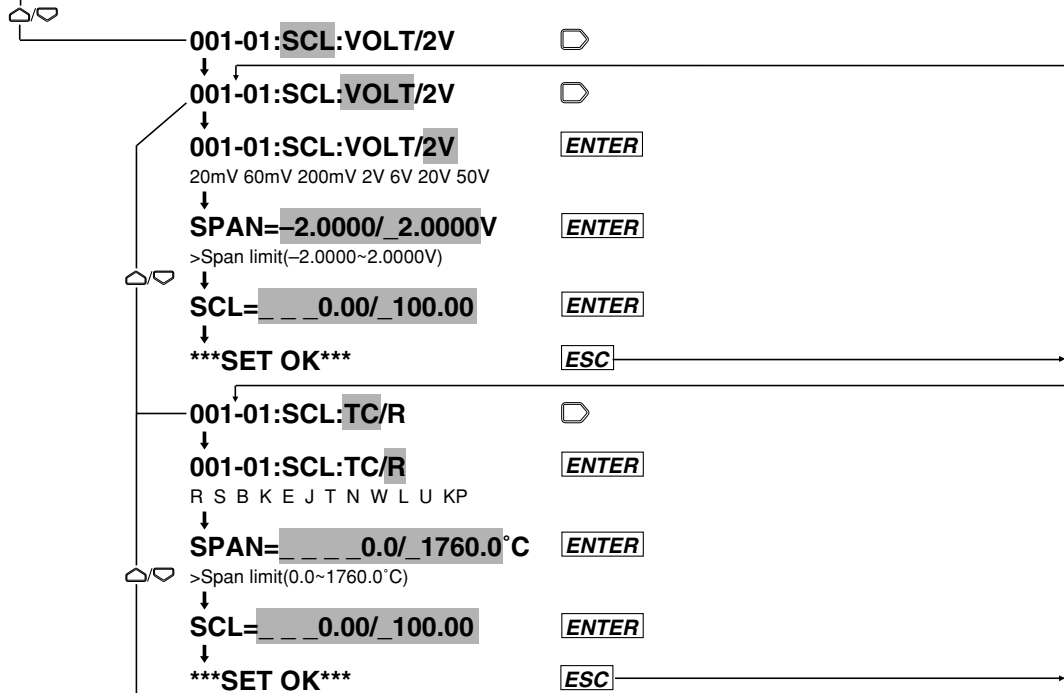 /
001-01:SCL:VOLT/2V
001-01:SCL:VOLT/2V
001-01:SCL:VOLT/2V ENTER
20mV 60mV 200mV 2V 6V 20V 50V
SPAN=–2.0000/_2.0000V ENTER
>Span limit(–2.0000~2.0000V)
/
SCL=_ _ _0.00/_100.00 ENTER
***SET OK*** ESC
001-01:SCL:TC/R
001-01:SCL:TC/R ENTER
R S B K E J T N W L U KP
SPAN=_ _ _ _0.0/_1760.0˚C ENTER
/ >Span limit(0.0~1760.0˚C)
SCL=_ _ _0.00/_100.00 ENTER
***SET OK*** ESC